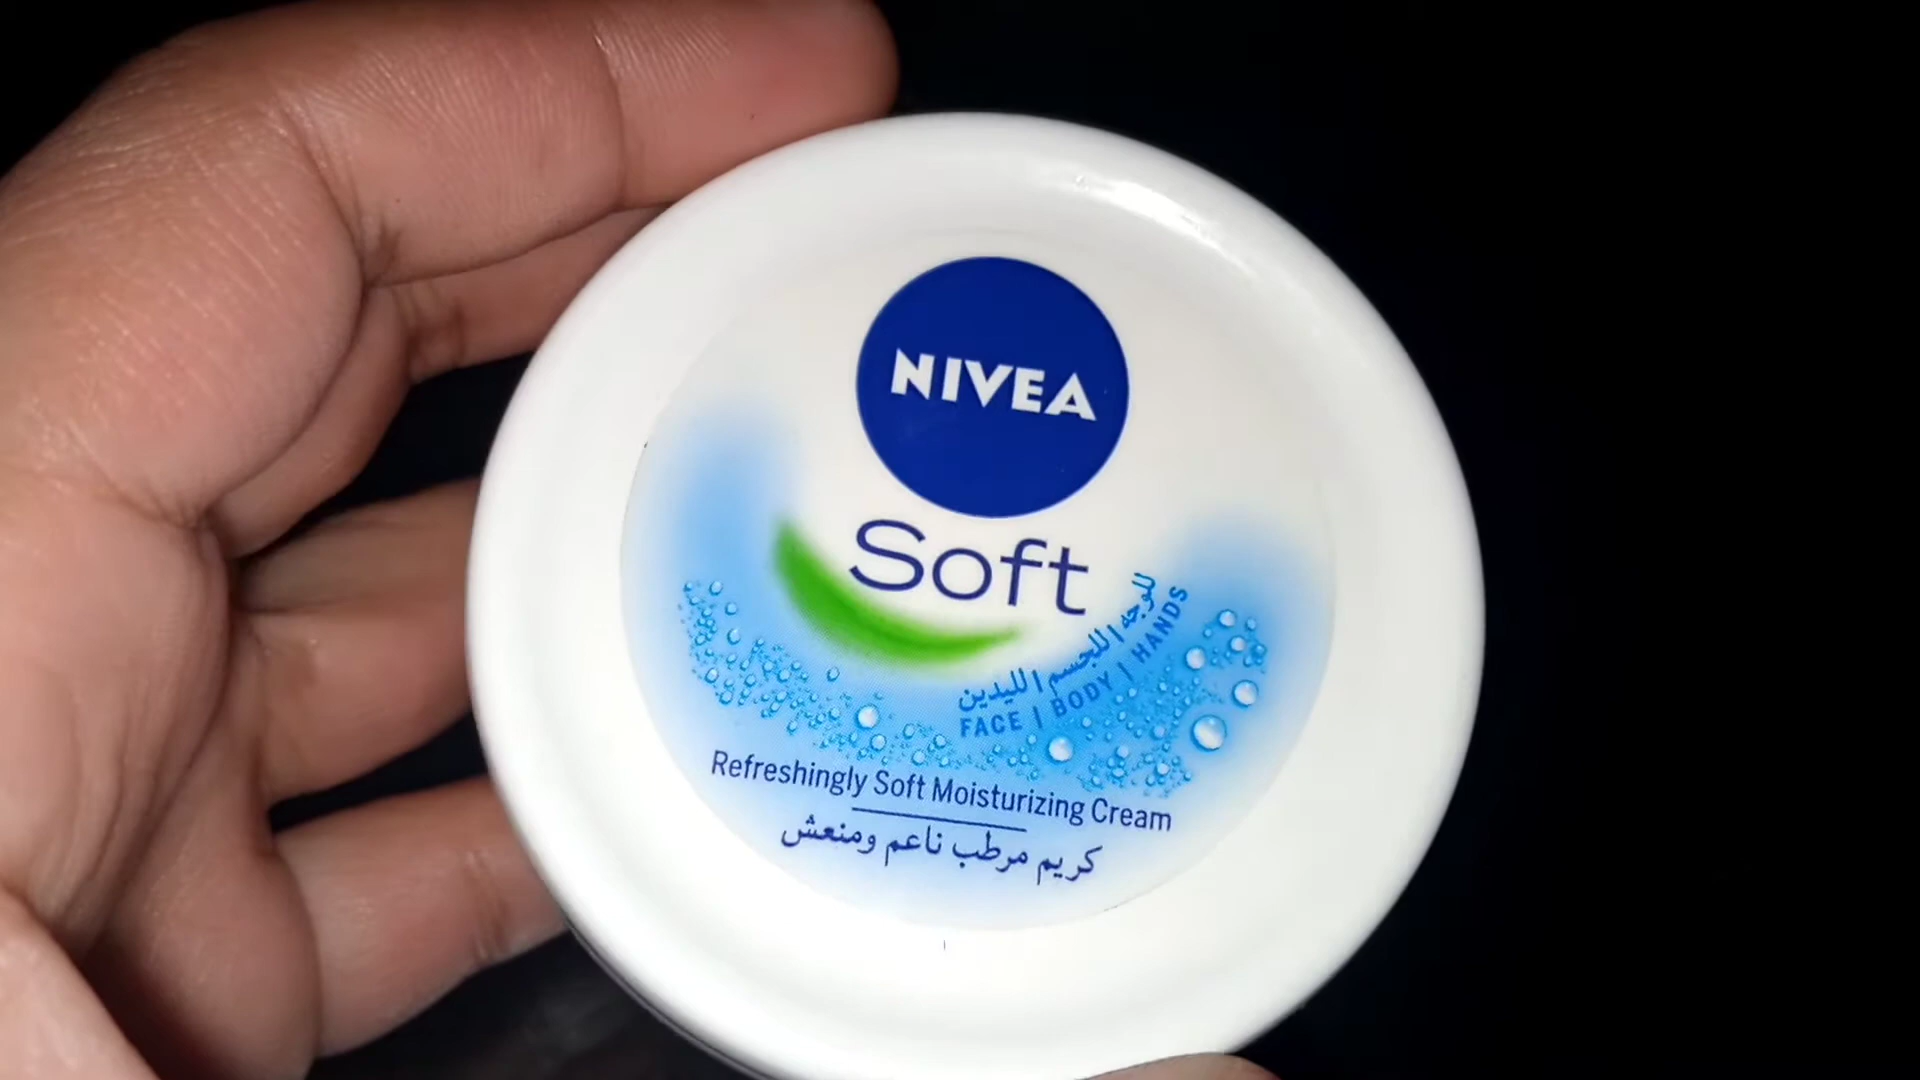 NIVEA
Soft
للوجه | للجسم | لليدين
FACE | BODY | HANDS
Refreshingly Soft Moisturizing Cream
كريم مرطب ناعم ومنعش